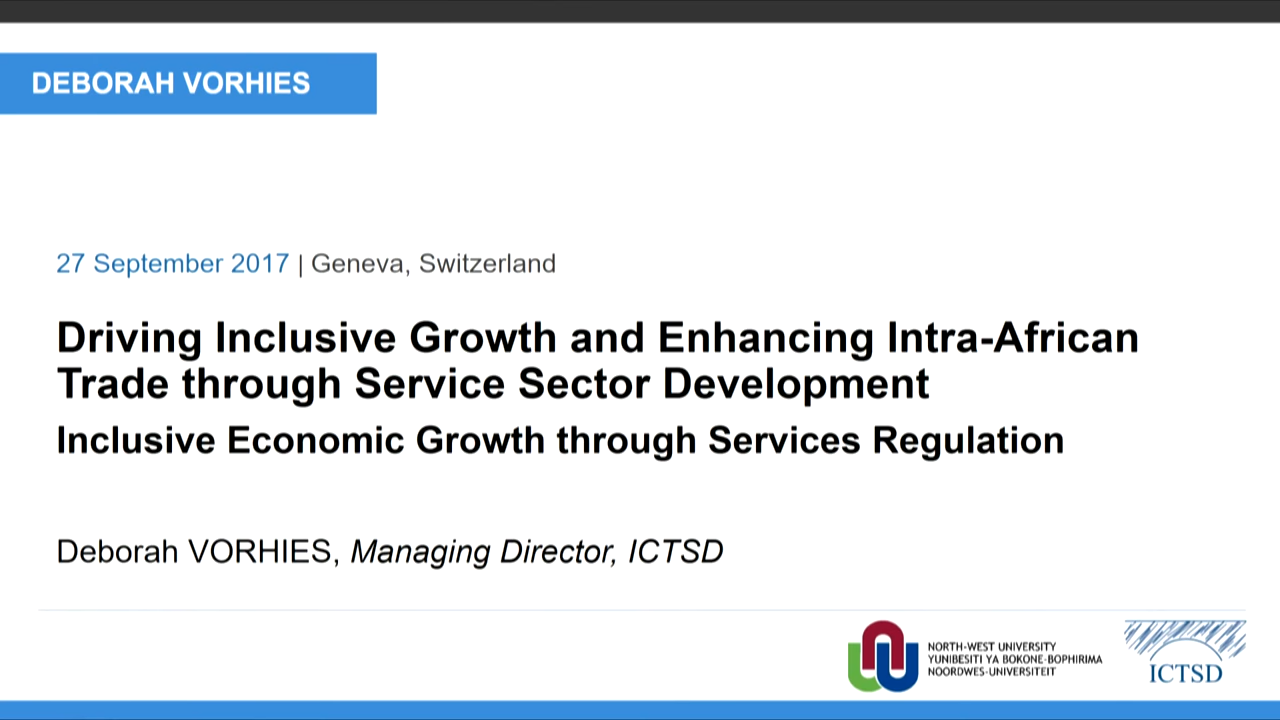 DEBORAH VORHIES
27 September 2017 | Geneva, Switzerland
Driving Inclusive Growth and Enhancing Intra-African
Trade through Service Sector Development
Inclusive Economic Growth through Services Regulation
Deborah VORHIES, Managing Director, ICTSD
NORTH-WEST UNIVERSITY
YUNIBESITI YA BOKONE-BOPHIRIMA
NOORDWES-UNIVERSITEIT
ICTSD